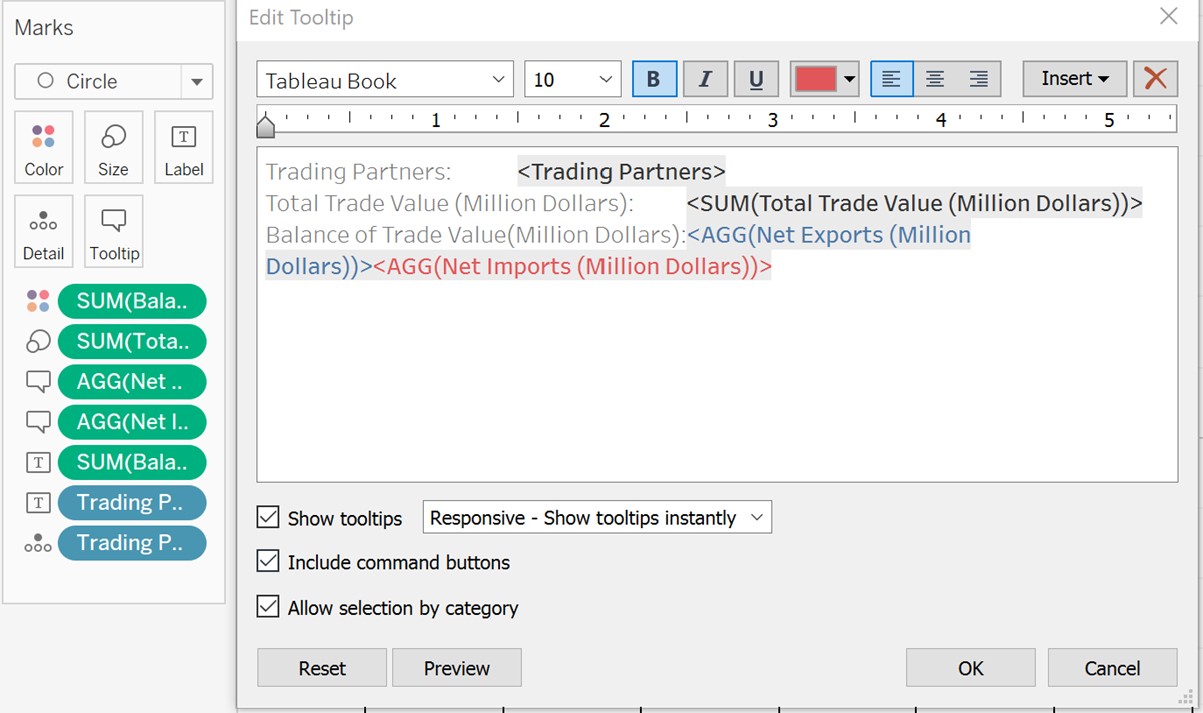 Marks
Circle
Color Size Label
Detail Tooltip
SUM(Bala..
SUM(Tota..
AGG(Net ..
AGG(Net I..
T SUM(Bala..
T Trading P..
Trading P..
Edit Tooltip
Tableau Book 10 B I U Insert
1 2 3 4 5
Trading Partners: <Trading Partners>
Total Trade Value (Million Dollars): <SUM(Total Trade Value (Million Dollars))>
Balance of Trade Value(Million Dollars):<AGG(Net Exports (Million
Dollars))><AGG(Net Imports (Million Dollars))>
Show tooltips Responsive - Show tooltips instantly
Include command buttons
Allow selection by category
Reset Preview OK Cancel